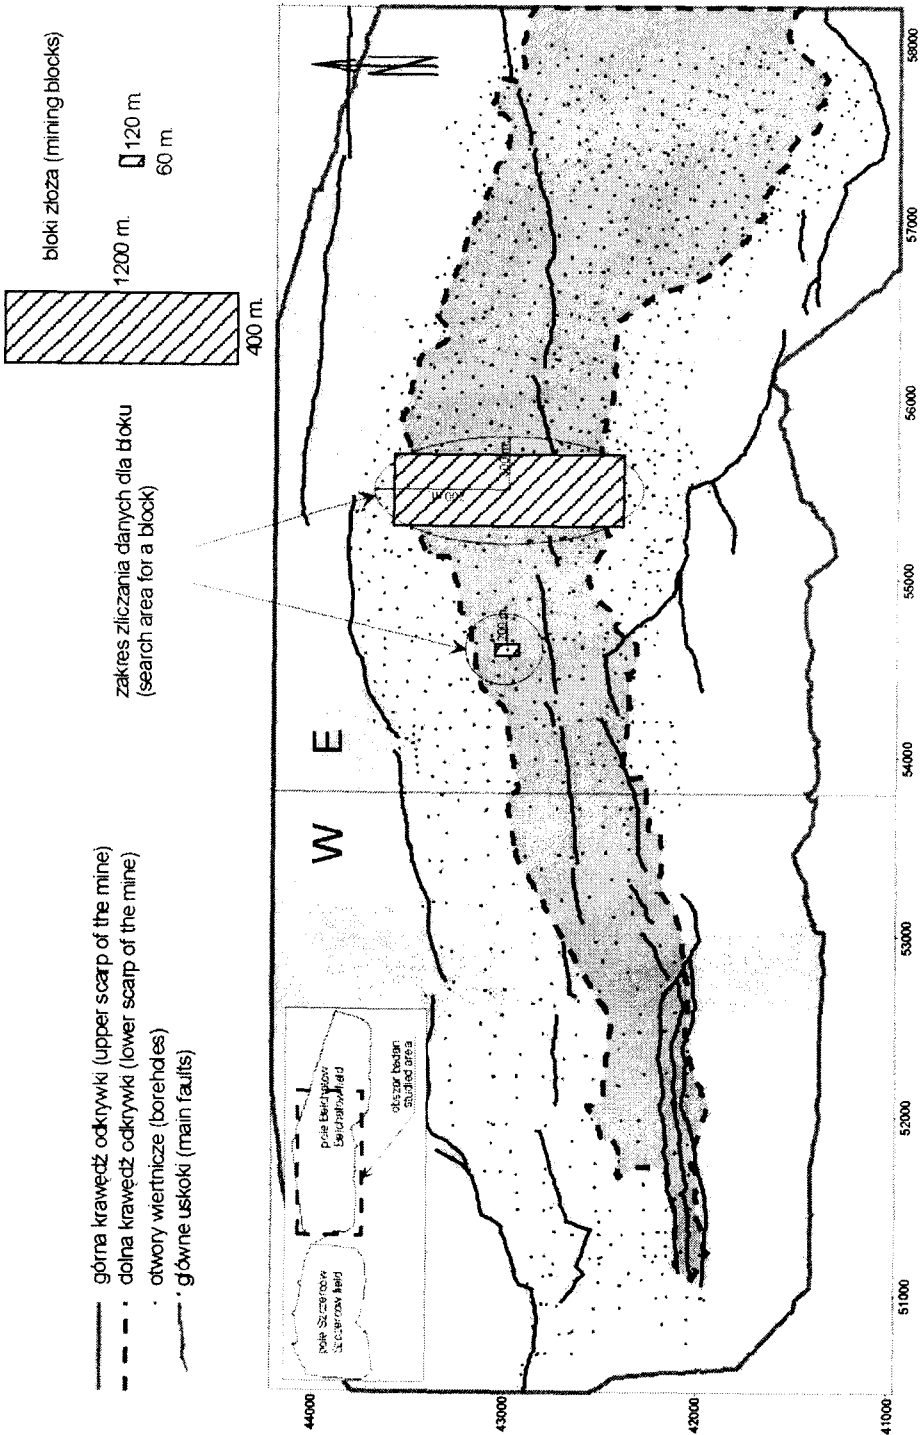 górna krawędź odkrywki (upper scarp of the mine)
dolna krawędź odkrywki (lower scarp of the mine)
otwory wiertnicze (boreholes)
główne uskoki (main faults)
zakres zliczania danych dla bloku
(search area for a block)
bloki złoża (mining blocks)
1200 m.
400 m.
120 m.
60 m.
pole Szczerców
Szczerców field
pole Bełchatów
Bełchatów field
obszar badań
studied area
W
E
200 m.
300 m.
44000
43000
42000
41000
51000
52000
53000
54000
55000
56000
57000
58000